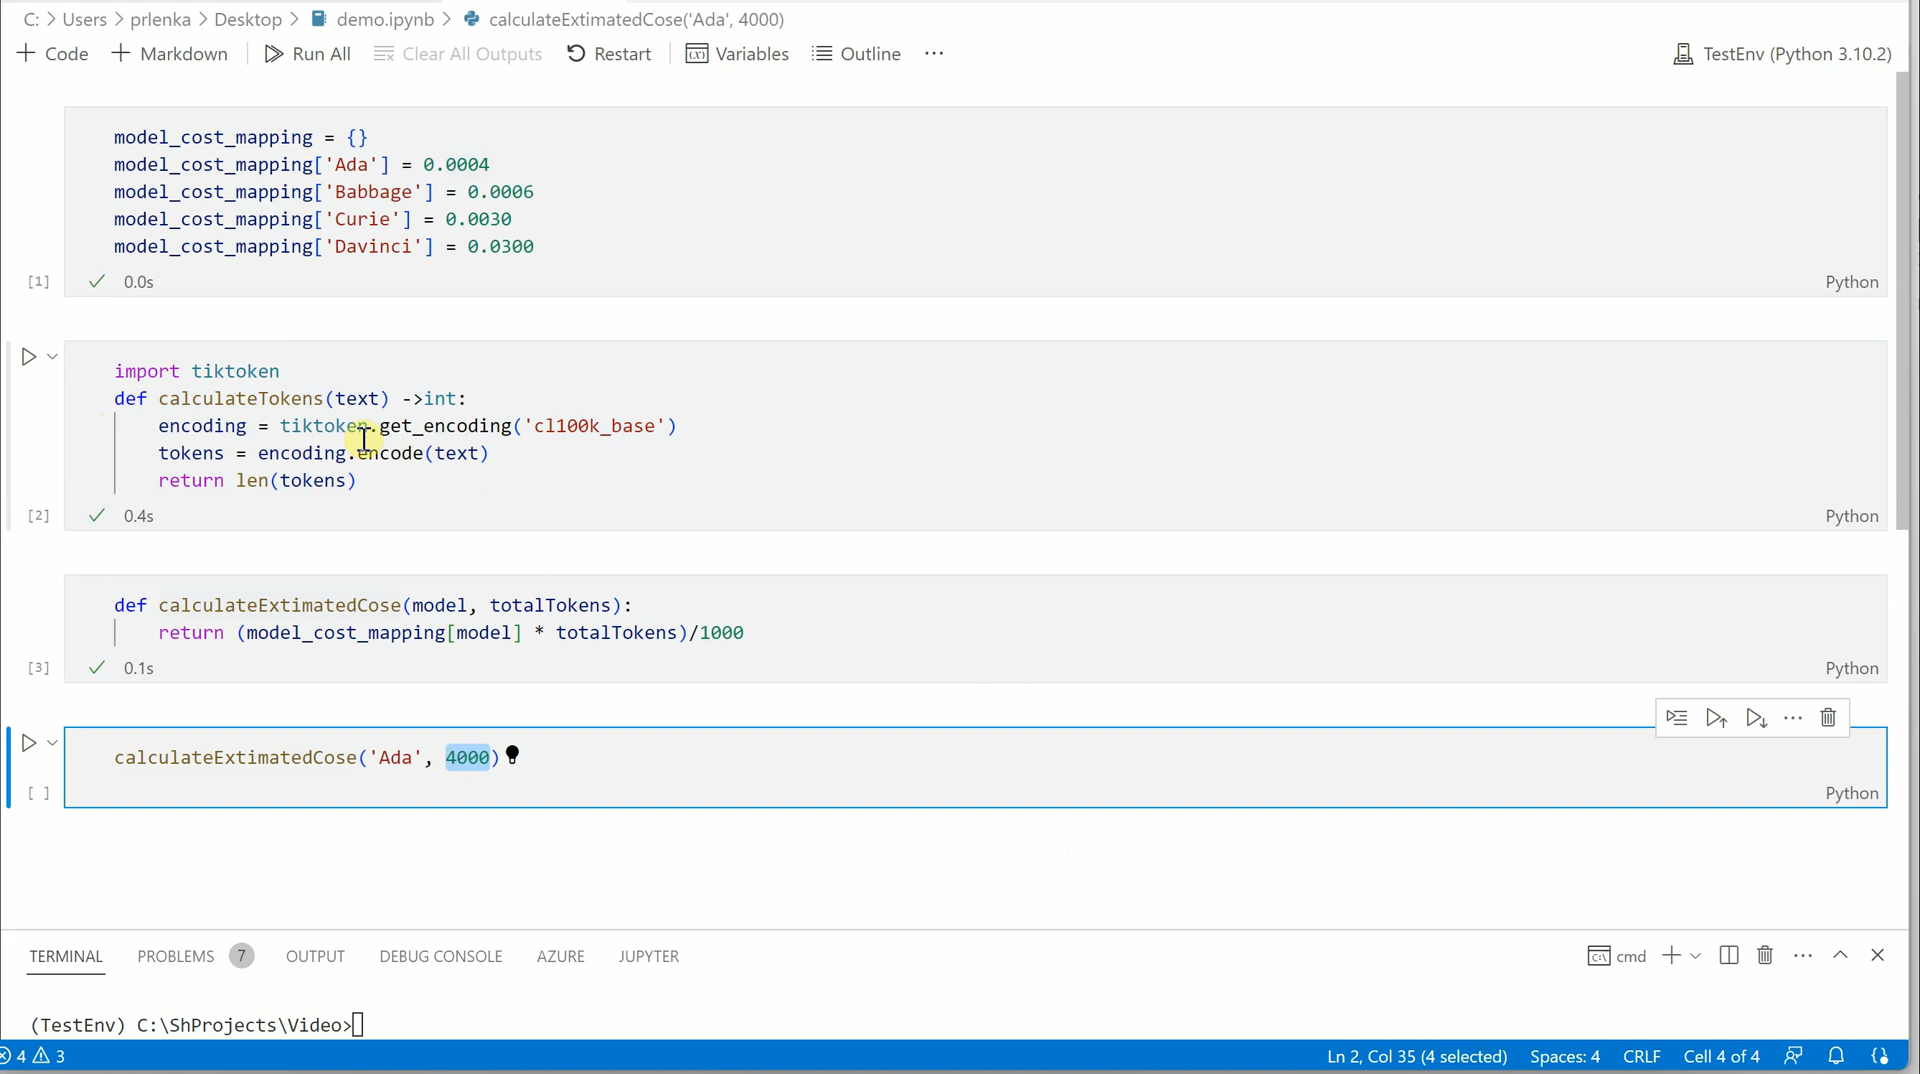 C: > Users > prlenka > Desktop > demo.ipynb > calculateExtimatedCose('Ada', 4000)
+ Code + Markdown Run All Clear All Outputs Restart Variables Outline ... TestEnv (Python 3.10.2)
model_cost_mapping = {}
model_cost_mapping['Ada'] = 0.0004
model_cost_mapping['Babbage'] = 0.0006
model_cost_mapping['Curie'] = 0.0030
model_cost_mapping['Davinci'] = 0.0300
[1] 0.0s Python
import tiktoken
def calculateTokens(text) ->int:
encoding = tiktoken.get_encoding('cl100k_base')
tokens = encoding.encode(text)
return len(tokens)
[2] 0.4s Python
def calculateExtimatedCose(model, totalTokens):
return (model_cost_mapping[model] * totalTokens)/1000
[3] 0.1s Python
calculateExtimatedCose('Ada', 4000)
[ ] Python
TERMINAL PROBLEMS 7 OUTPUT DEBUG CONSOLE AZURE JUPYTER cmd
(TestEnv) C:\ShProjects\Video>
4 3 Ln 2, Col 35 (4 selected) Spaces: 4 CRLF Cell 4 of 4